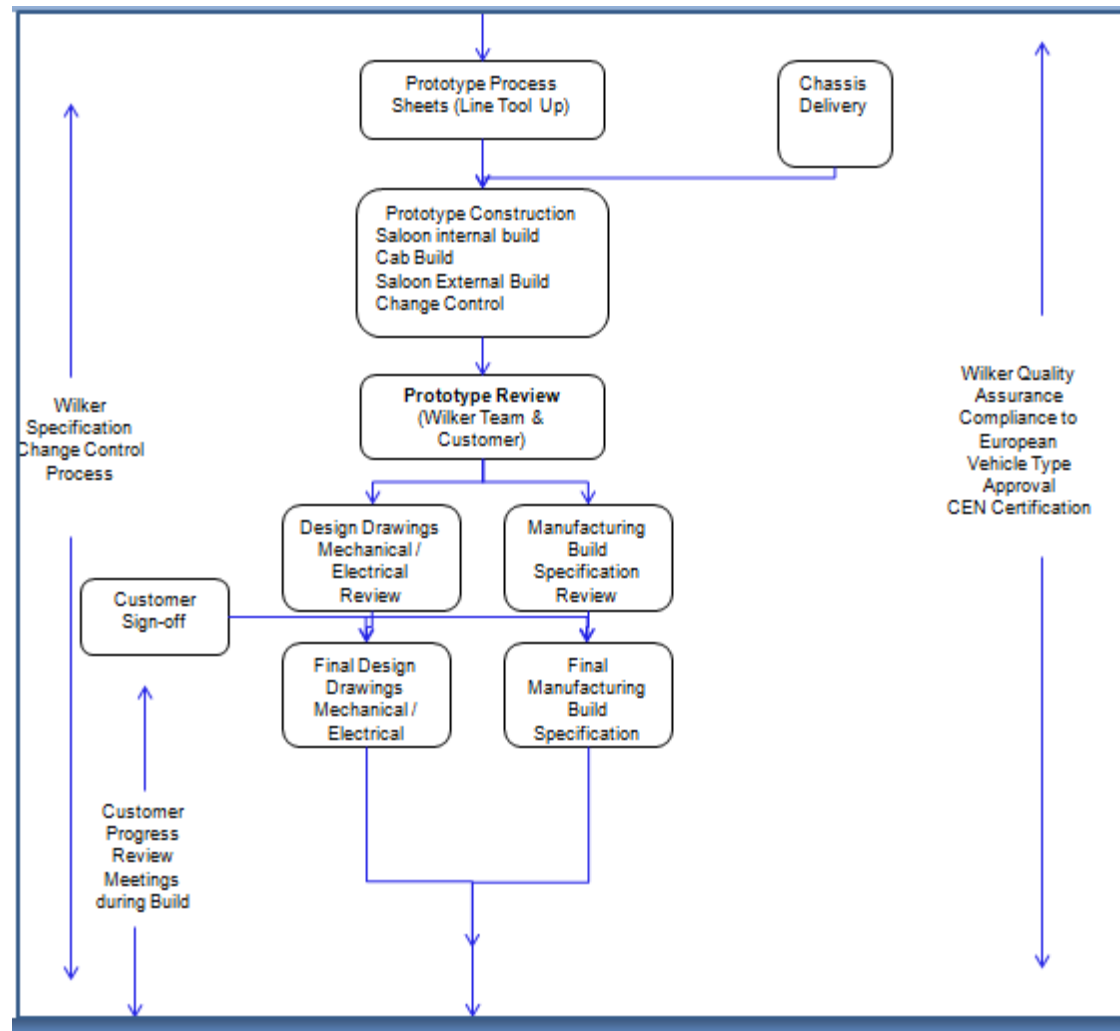 Prototype Process
Sheets (Line Tool Up)
Chassis
Delivery
Prototype Construction
Saloon internal build
Cab Build
Saloon External Build
Change Control
Prototype Review
(Wilker Team &
Customer)
Wilker
Specification
Change Control
Process
Wilker Quality
Assurance
Compliance to
European
Vehicle Type
Approval
CEN Certification
Design Drawings
Mechanical /
Electrical
Review
Manufacturing
Build
Specification
Review
Customer
Sign-off
Final Design
Drawings
Mechanical /
Electrical
Final
Manufacturing
Build
Specification
Customer
Progress
Review
Meetings
during Build